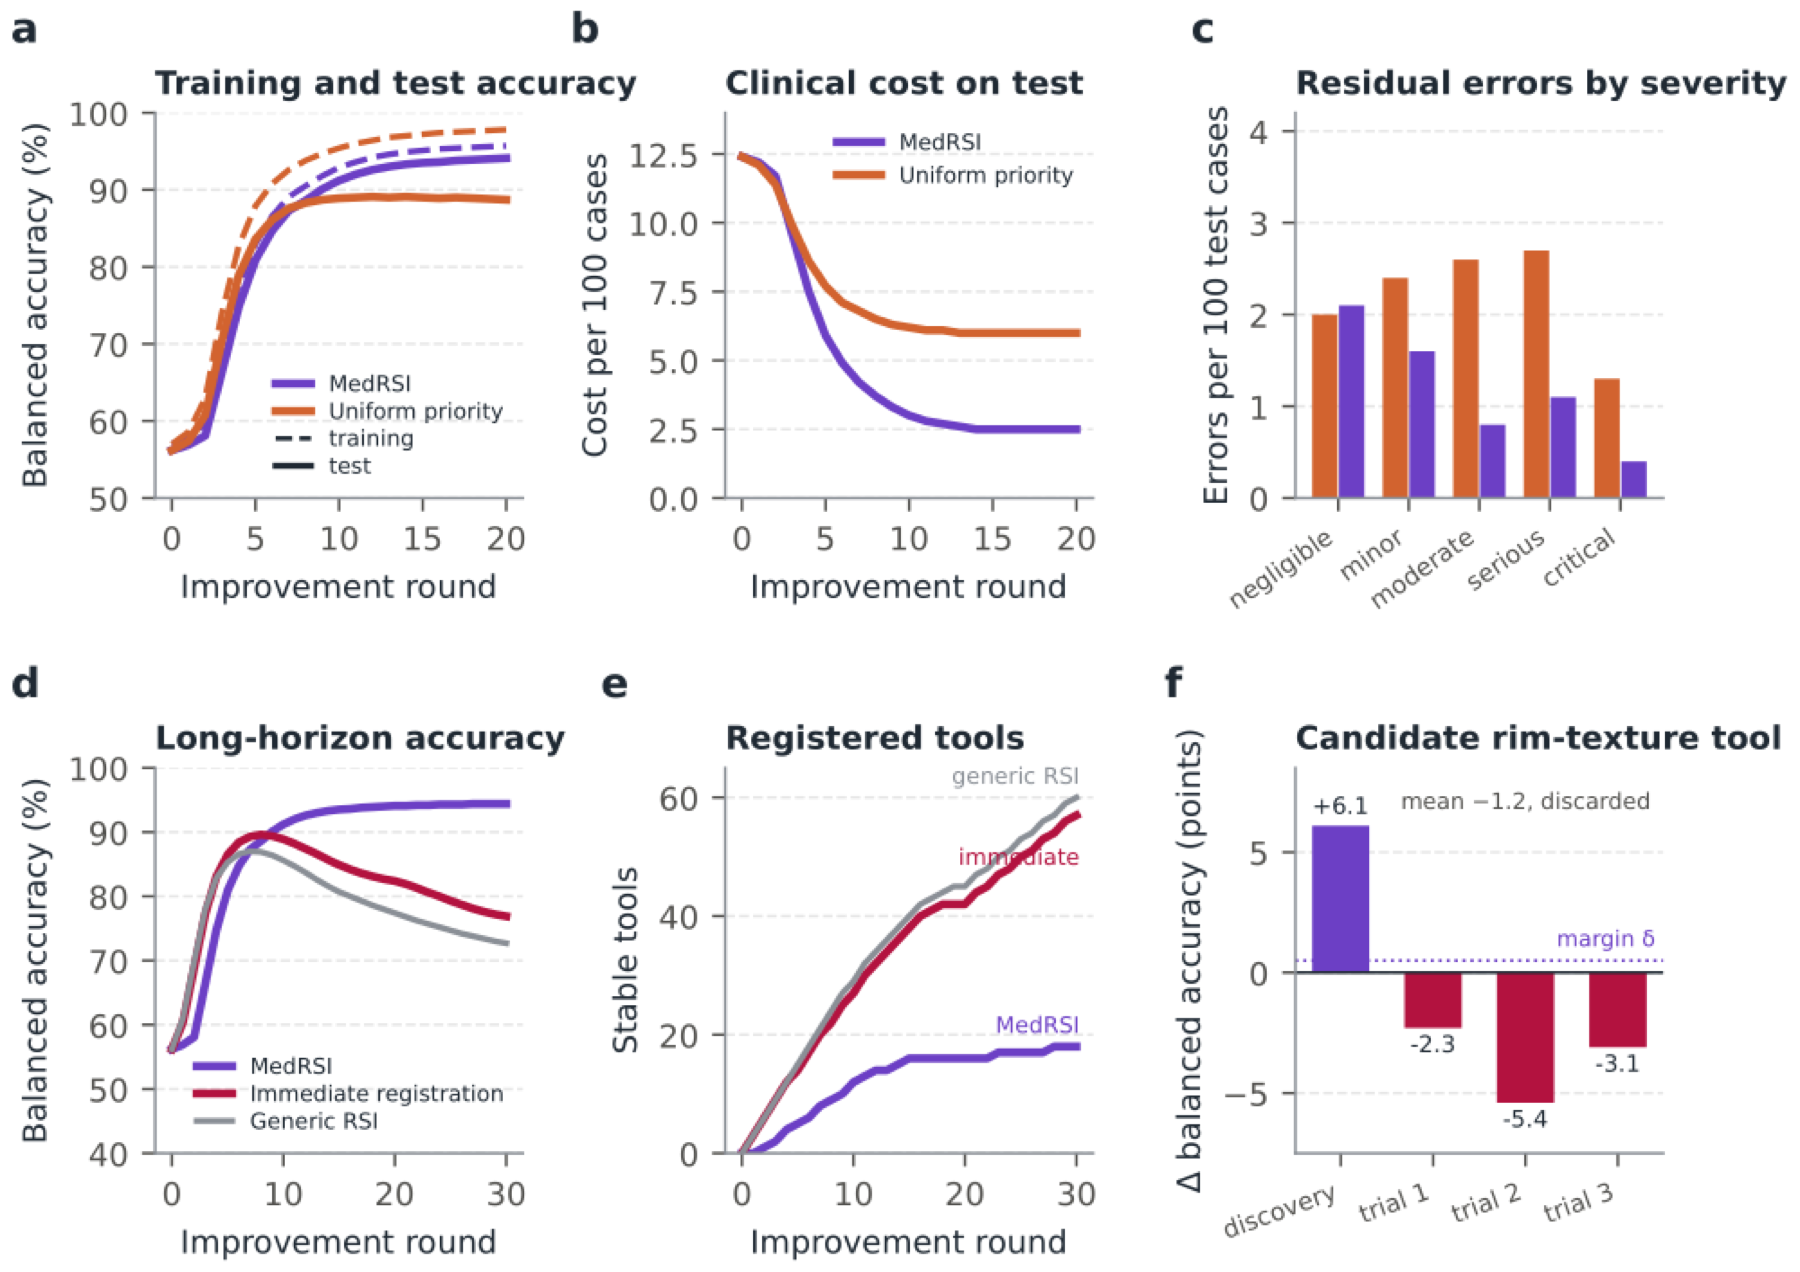 a
Training and test accuracy
Balanced accuracy (%)
100
90
80
70
60
50
MedRSI
Uniform priority
training
test
0 5 10 15 20
Improvement round
b
Clinical cost on test
Cost per 100 cases
12.5
10.0
7.5
5.0
2.5
0.0
MedRSI
Uniform priority
0 5 10 15 20
Improvement round
c
Residual errors by severity
Errors per 100 test cases
4
3
2
1
0
negligible minor moderate serious critical
d
Long-horizon accuracy
Balanced accuracy (%)
100
90
80
70
60
50
40
MedRSI
Immediate registration
Generic RSI
0 10 20 30
Improvement round
e
Registered tools
Stable tools
60
40
20
0
generic RSI
immediate
MedRSI
0 10 20 30
Improvement round
f
Candidate rim-texture tool
Δ balanced accuracy (points)
5
0
−5
+6.1
mean −1.2, discarded
margin δ
-2.3
-5.4
-3.1
discovery trial 1 trial 2 trial 3